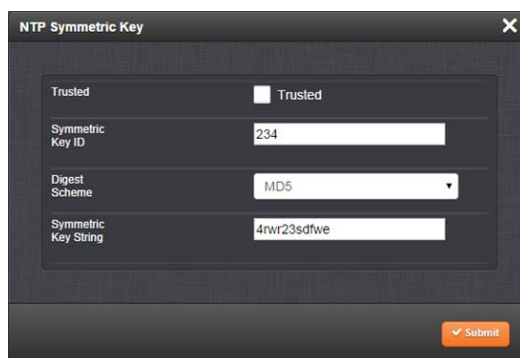 NTP Symmetric Key
Trusted
Trusted
Symmetric
Key ID
234
Digest
Scheme
MD5
Symmetric
Key String
4rwr23sdfwe
Submit